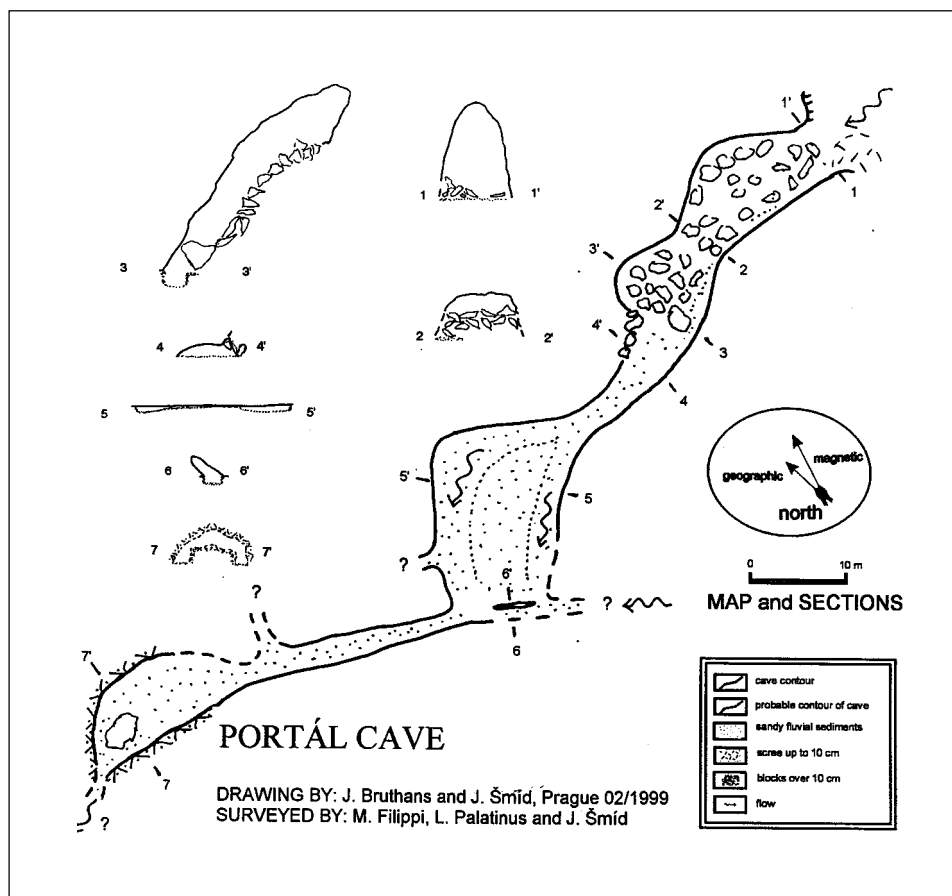 1'
1
2'
2
3'
3
4'
4
5'
5
?
6'
6
?
?
7'
7
?
3
3'
1
1'
2
2'
4
4'
5
5'
6
6'
7
7'
geographic
magnetic
north
0
10 m
MAP and SECTIONS
cave contour
probable contour of cave
sandy fluvial sediments
scree up to 10 cm
blocks over 10 cm
flow
PORTÁL CAVE
DRAWING BY: J. Bruthans and J. Šmíd, Prague 02/1999
SURVEYED BY: M. Filippi, L. Palatinus and J. Šmíd